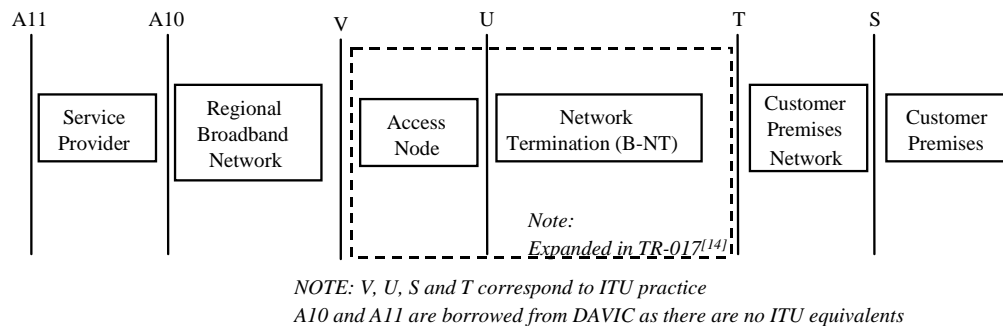 A11 A10 V U T S
Service
Provider
Regional
Broadband
Network
Access
Node
Network
Termination (B-NT)
Customer
Premises
Network
Customer
Premises
Note:
Expanded in TR-017[14]
NOTE: V, U, S and T correspond to ITU practice
A10 and A11 are borrowed from DAVIC as there are no ITU equivalents